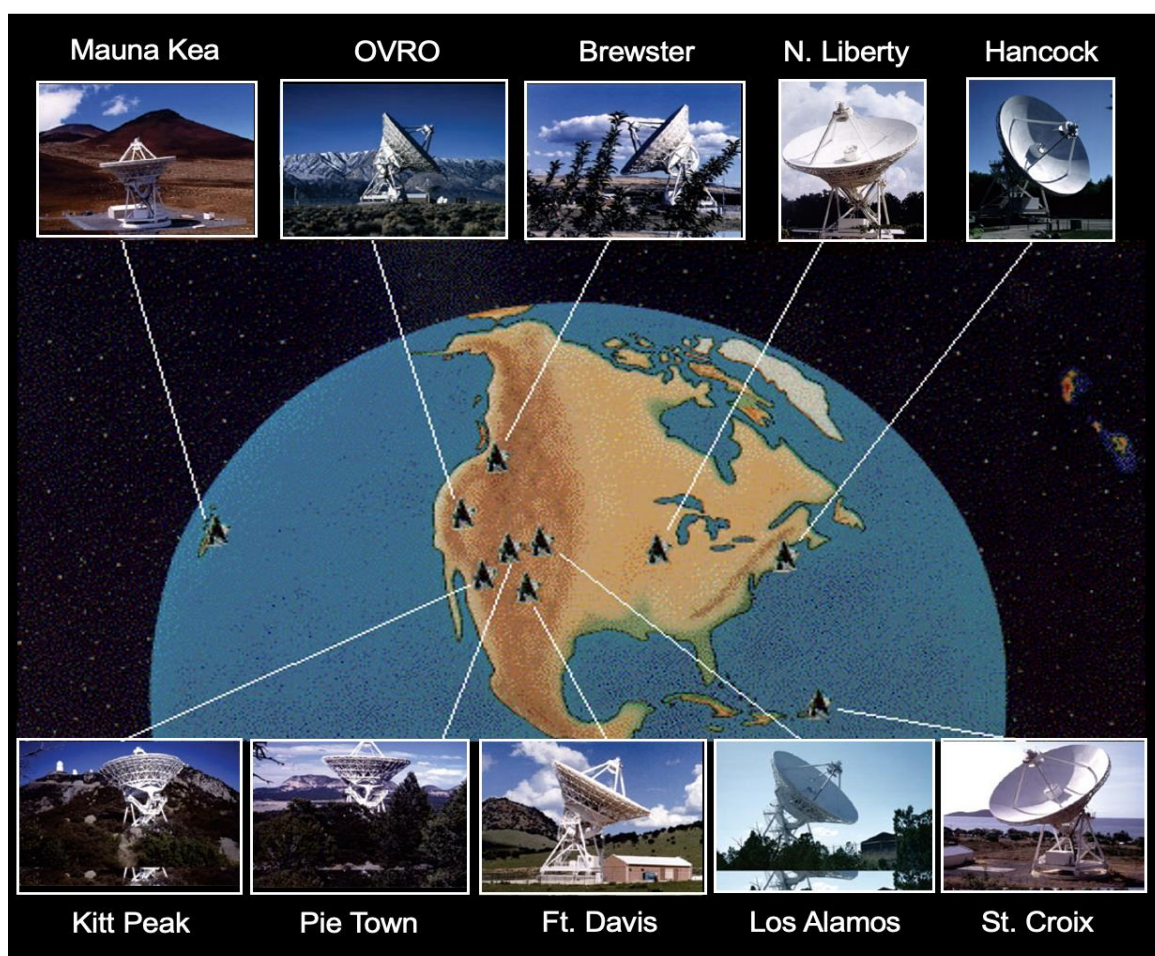 Mauna Kea
OVRO
Brewster
N. Liberty
Hancock
Kitt Peak
Pie Town
Ft. Davis
Los Alamos
St. Croix